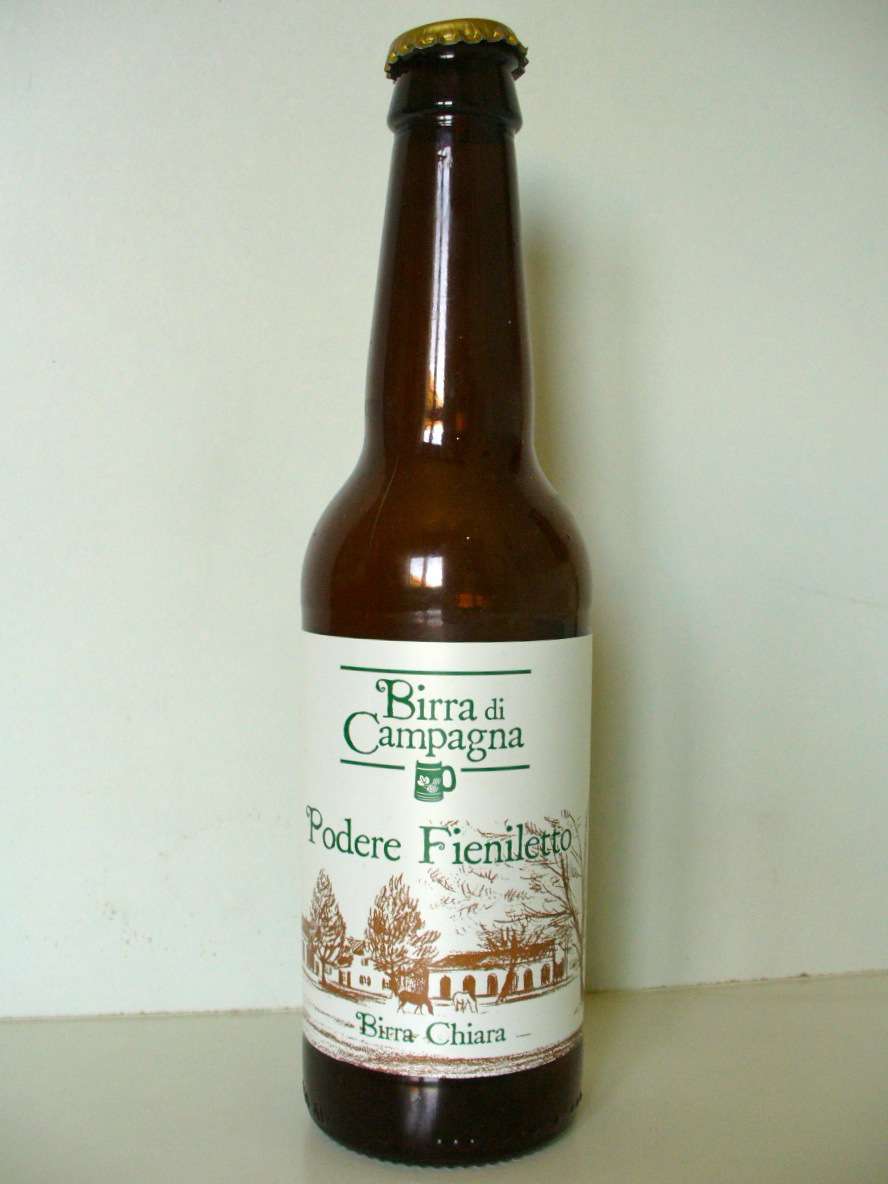 Birra di
Campagna
Podere Fieniletto
Birra Chiara